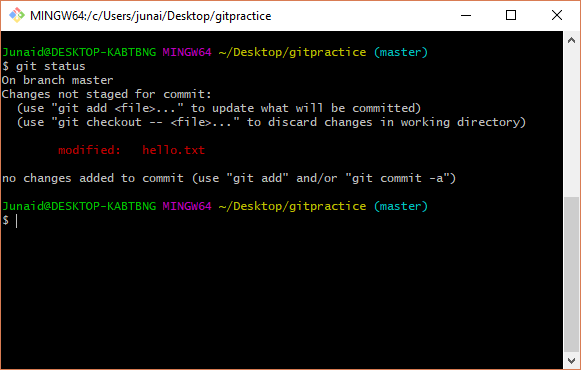 MINGW64:/c/Users/junai/Desktop/gitpractice
Junaid@DESKTOP-KABTBNG MINGW64 ~/Desktop/gitpractice (master)
$ git status
On branch master
Changes not staged for commit:
  (use "git add <file>..." to update what will be committed)
  (use "git checkout -- <file>..." to discard changes in working directory)
        modified:   hello.txt
no changes added to commit (use "git add" and/or "git commit -a")
Junaid@DESKTOP-KABTBNG MINGW64 ~/Desktop/gitpractice (master)
$